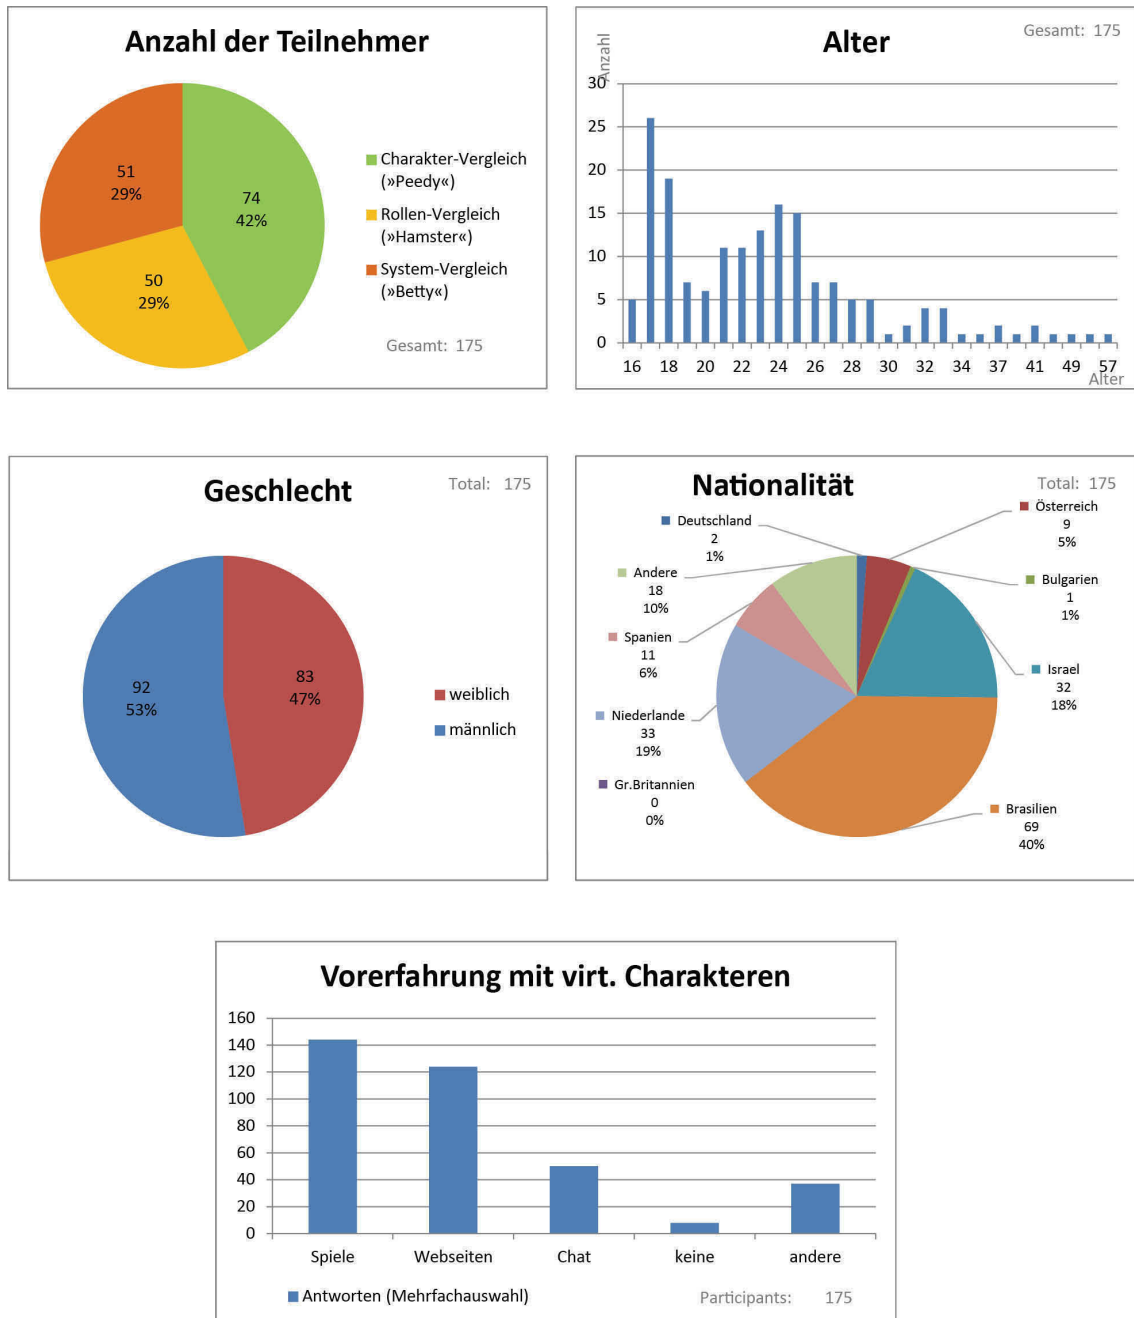 Anzahl der Teilnehmer
51
29%
74
42%
50
29%
Charakter-Vergleich
(»Peedy«)
Rollen-Vergleich
(»Hamster«)
System-Vergleich
(»Betty«)
Gesamt: 175
Alter
Gesamt: 175
Anzahl
30
25
20
15
10
5
0
16 18 20 22 24 26 28 30 32 34 37 41 49 57
Alter
Geschlecht
Total: 175
92
53%
83
47%
weiblich
männlich
Nationalität
Total: 175
Deutschland
2
1%
Österreich
9
5%
Andere
18
10%
Bulgarien
1
1%
Spanien
11
6%
Israel
32
18%
Niederlande
33
19%
Gr.Britannien
0
0%
Brasilien
69
40%
Vorerfahrung mit virt. Charakteren
160
140
120
100
80
60
40
20
0
Spiele Webseiten Chat keine andere
Antworten (Mehrfachauswahl)
Participants: 175